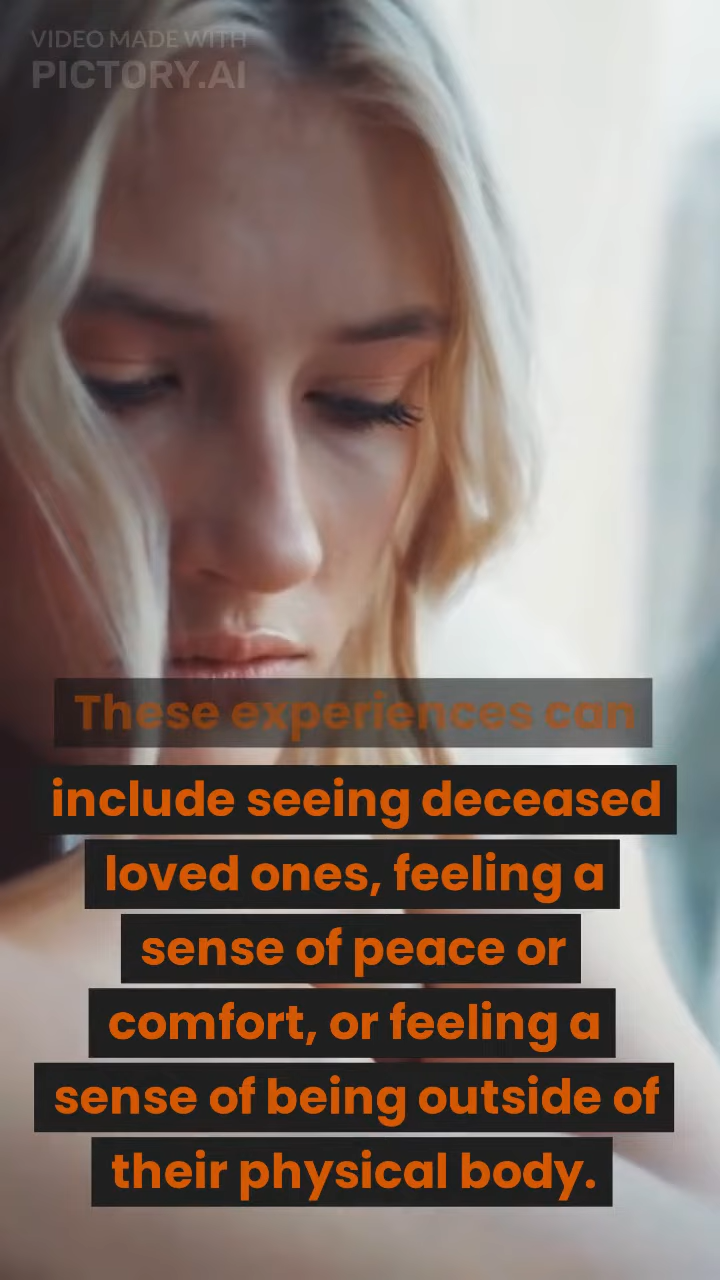 VIDEO MADE WITH
PICTORY.AI
These experiences can
include seeing deceased
loved ones, feeling a
sense of peace or
comfort, or feeling a
sense of being outside of
their physical body.